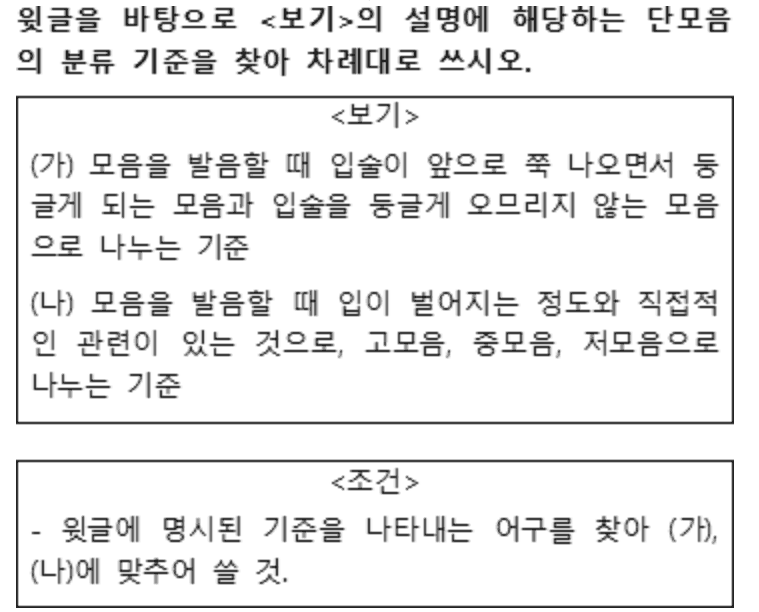 윗글을 바탕으로 <보기>의 설명에 해당하는 단모음
의 분류 기준을 찾아 차례대로 쓰시오.
<보기>
(가) 모음을 발음할 때 입술이 앞으로 쭉 나오면서 둥
글게 되는 모음과 입술을 둥글게 오므리지 않는 모음
으로 나누는 기준
(나) 모음을 발음할 때 입이 벌어지는 정도와 직접적
인 관련이 있는 것으로, 고모음, 중모음, 저모음으로
나누는 기준
<조건>
- 윗글에 명시된 기준을 나타내는 어구를 찾아 (가),
(나)에 맞추어 쓸 것.